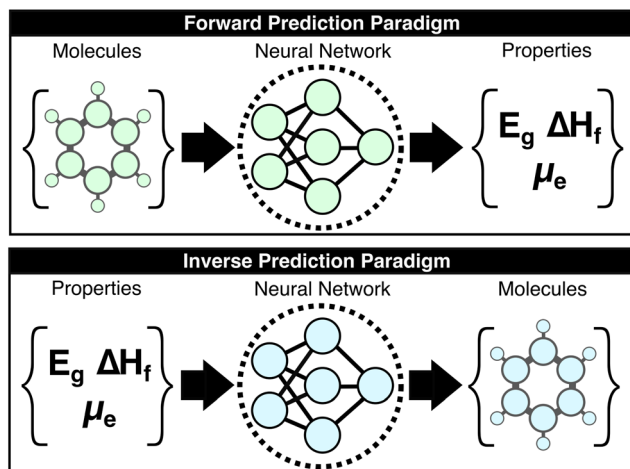 Forward Prediction Paradigm
Molecules Neural Network Properties
E_g ΔH_f
μ_e
Inverse Prediction Paradigm
Properties Neural Network Molecules
E_g ΔH_f
μ_e